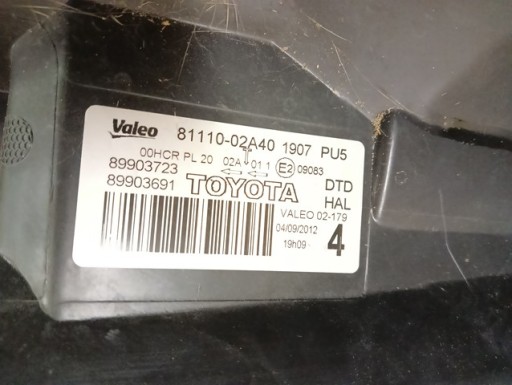 Valeo 81110-02A40 1907 PU5
00HCR PL 20 02A 01 1 E2 09083
89903723 DTD
89903691 TOYOTA HAL
VALEO 02-179
04/09/2012
19h09 4